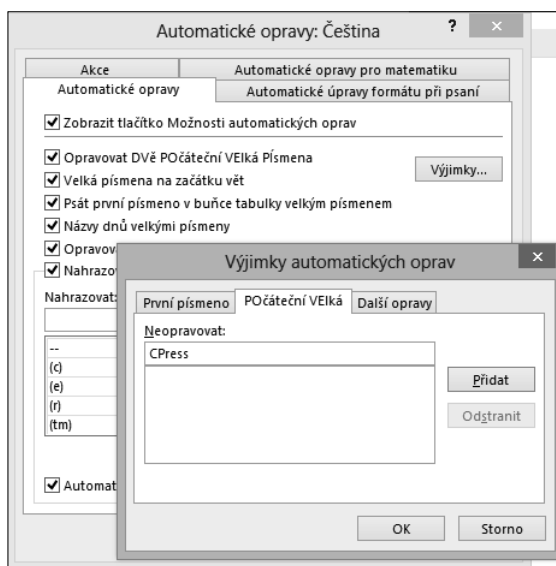 Automatické opravy: Čeština
?
×
Akce
Automatické opravy pro matematiku
Automatické opravy
Automatické úpravy formátu při psaní
Zobrazit tlačítko Možnosti automatických oprav
Opravovat DVě POčáteční VElká PÍsmena
Výjimky...
Velká písmena na začátku vět
Psát první písmeno v buňce tabulky velkým písmenem
Názvy dnů velkými písmeny
Opravov
Nahrazo
Nahrazovat:
--
(c)
(e)
(r)
(tm)
Automat
Výjimky automatických oprav
×
První písmeno
POčáteční VElká
Další opravy
Neopravovat:
CPress
Přidat
Odstranit
OK
Storno